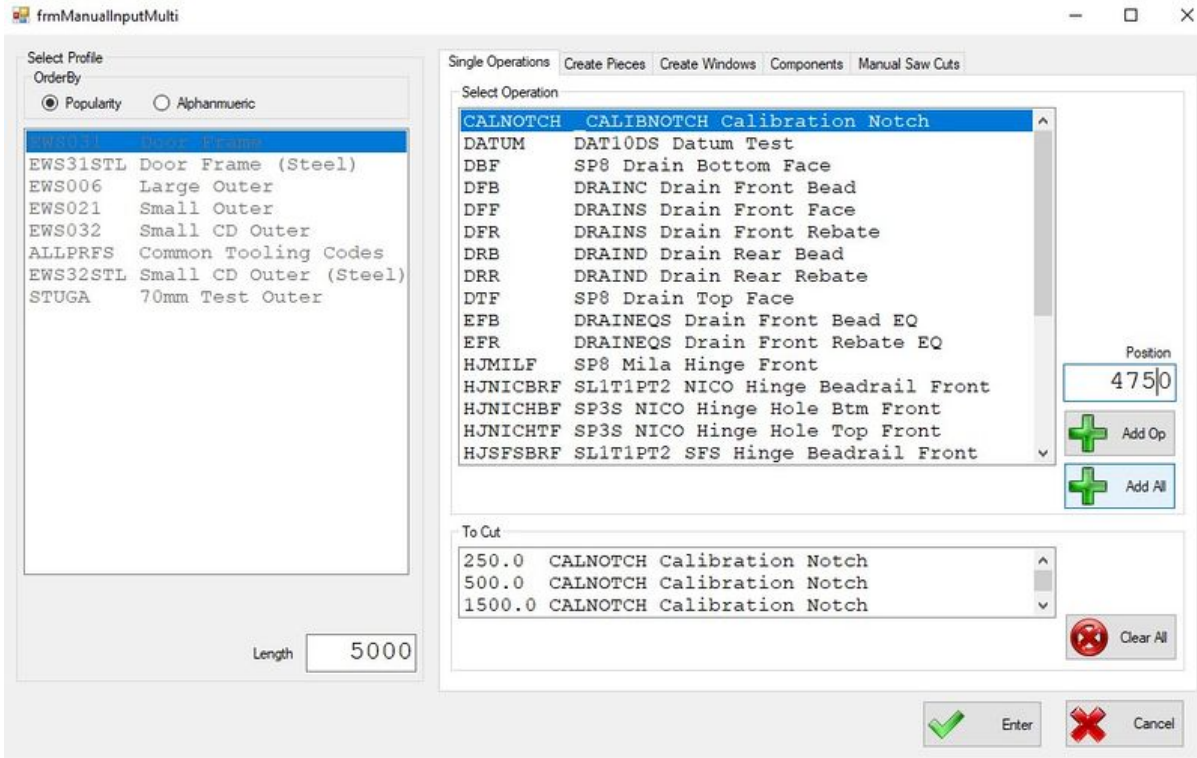 frmManualInputMulti
Select Profile
OrderBy
Popularity Alphanmueric
EWS031 Door Frame
EWS31STL Door Frame (Steel)
EWS006 Large Outer
EWS021 Small Outer
EWS032 Small CD Outer
ALLPRFS Common Tooling Codes
EWS32STL Small CD Outer (Steel)
STUGA 70mm Test Outer
Length 5000
Single Operations Create Pieces Create Windows Components Manual Saw Cuts
Select Operation
CALNOTCH _CALIBNOTCH Calibration Notch
DATUM DAT10DS Datum Test
DBF SP8 Drain Bottom Face
DFB DRAINC Drain Front Bead
DFF DRAINS Drain Front Face
DFR DRAINS Drain Front Rebate
DRB DRAIND Drain Rear Bead
DRR DRAIND Drain Rear Rebate
DTF SP8 Drain Top Face
EFB DRAINEQS Drain Front Bead EQ
EFR DRAINEQS Drain Front Rebate EQ
HJMILF SP8 Mila Hinge Front
HJNICBRF SL1T1PT2 NICO Hinge Beadrail Front
HJNICHBF SP3S NICO Hinge Hole Btm Front
HJNICHTF SP3S NICO Hinge Hole Top Front
HJSFSBRF SL1T1PT2 SFS Hinge Beadrail Front
Position
4750
Add Op
Add All
To Cut
250.0 CALNOTCH Calibration Notch
500.0 CALNOTCH Calibration Notch
1500.0 CALNOTCH Calibration Notch
Clear All
Enter Cancel